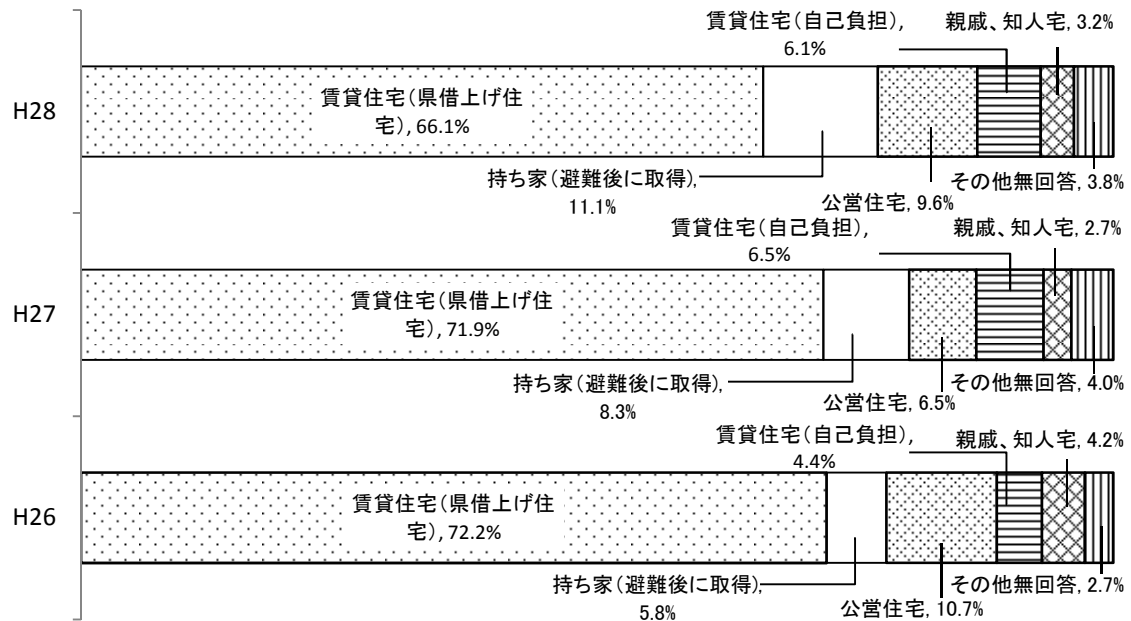 賃貸住宅(自己負担),
6.1%
親戚、知人宅, 3.2%
H28
賃貸住宅(県借上げ住
宅), 66.1%
持ち家(避難後に取得),
11.1%
公営住宅, 9.6%
その他無回答, 3.8%
賃貸住宅(自己負担),
6.5%
親戚、知人宅, 2.7%
H27
賃貸住宅(県借上げ住
宅), 71.9%
持ち家(避難後に取得),
8.3%
公営住宅, 6.5%
その他無回答, 4.0%
賃貸住宅(自己負担),
4.4%
親戚、知人宅, 4.2%
H26
賃貸住宅(県借上げ住
宅), 72.2%
持ち家(避難後に取得),
5.8%
公営住宅, 10.7%
その他無回答, 2.7%